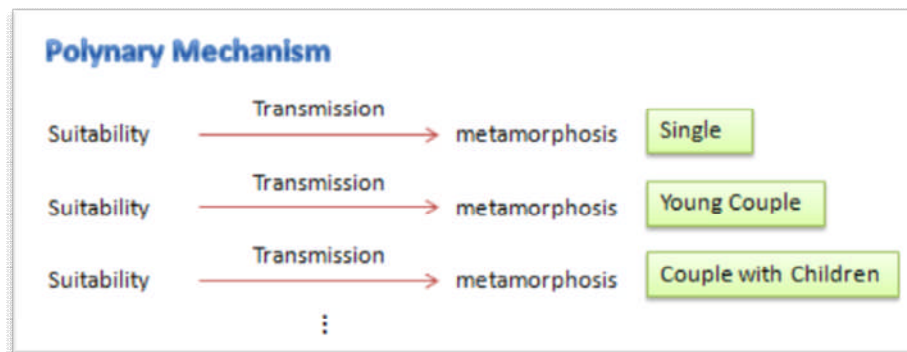 Polynary Mechanism
Transmission
Suitability metamorphosis Single
Transmission
Suitability metamorphosis Young Couple
Transmission
Suitability metamorphosis Couple with Children
⋮